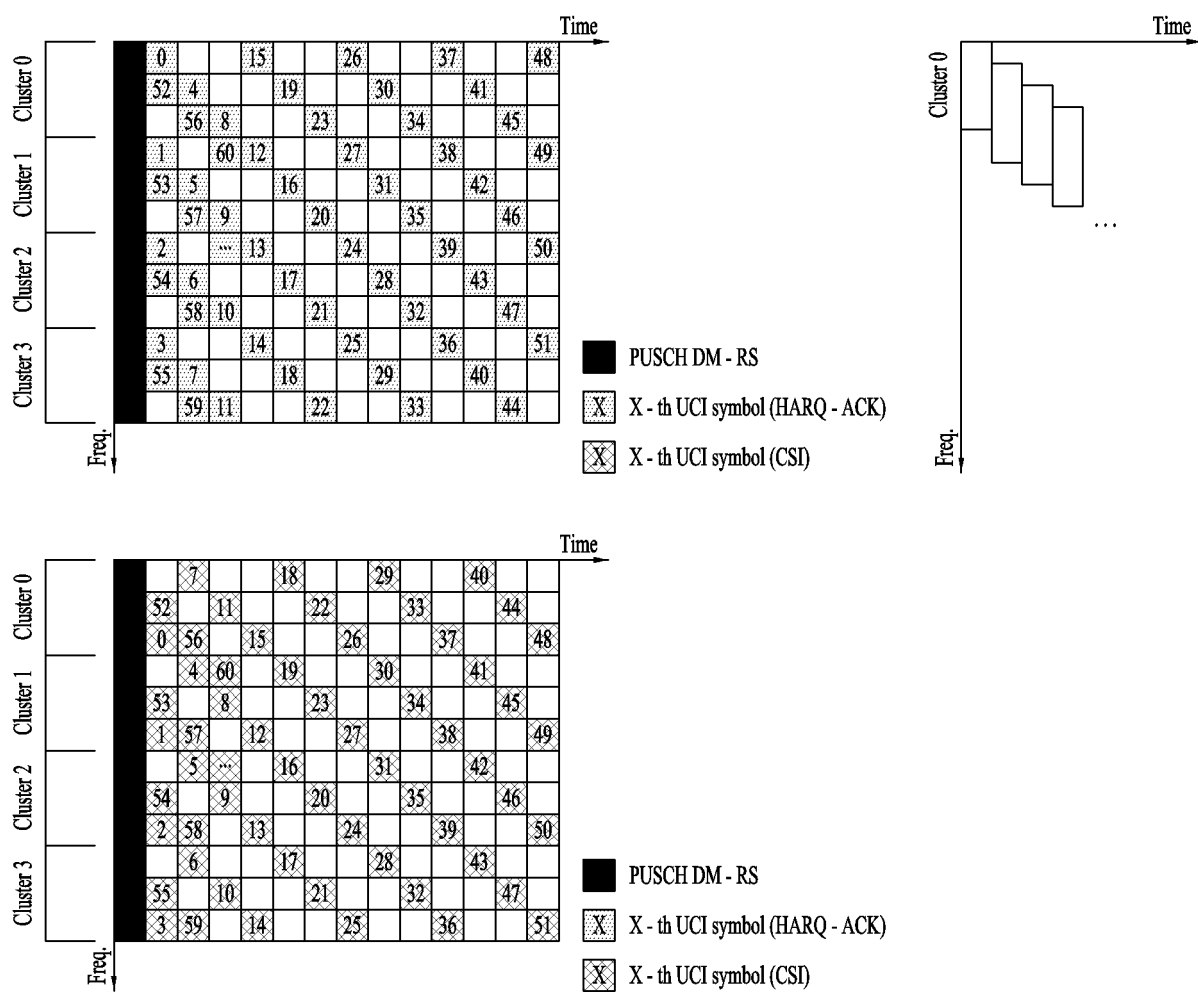 Time
Time
Cluster 0
Cluster 1
Cluster 2
Cluster 3
0 15 26 37 48
52 4 19 30 41
56 8 23 34 45
1 60 12 27 38 49
53 5 16 31 42
57 9 20 35 46
2 ... 13 24 39 50
54 6 17 28 43
58 10 21 32 47
3 14 25 36 51
55 7 18 29 40
59 11 22 33 44
Freq.
PUSCH DM - RS
X X - th UCI symbol (HARQ - ACK)
X X - th UCI symbol (CSI)
Cluster 0
...
Freq.
Time
Cluster 0
Cluster 1
Cluster 2
Cluster 3
7 18 29 40
52 11 22 33 44
0 56 15 26 37 48
4 60 19 30 41
53 8 23 34 45
1 57 12 27 38 49
5 ... 16 31 42
54 9 20 35 46
2 58 13 24 39 50
6 17 28 43
55 10 21 32 47
3 59 14 25 36 51
Freq.
PUSCH DM - RS
X X - th UCI symbol (HARQ - ACK)
X X - th UCI symbol (CSI)